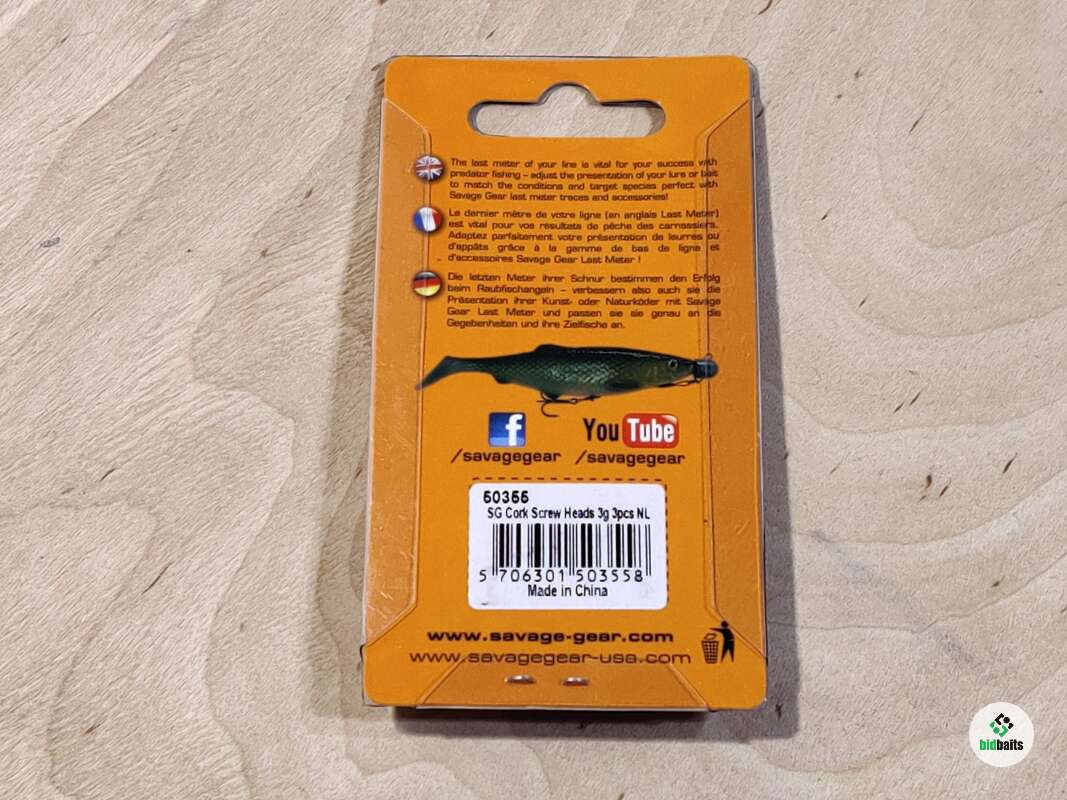 The last meter of your line is vital for your success with
predator fishing – adjust the presentation of your lure or bait
to match the conditions and target species perfect with
Savage Gear last meter traces and accessories!
Le dernier mètre de votre ligne (en anglais Last Meter)
est vital pour vos résultats de pêche des carnassiers.
Adaptez parfaitement votre présentation de leurres ou
d'appâts grâce à la gamme de bas de ligne et
d'accessoires Savage Gear Last Meter !
Die letzten Meter ihrer Schnur bestimmen den Erfolg
beim Raubfischangeln – verbessern also auch sie die
Präsentation ihrer Kunst- oder Naturköder mit Savage
Gear Last Meter und passen sie sie genau an die
Gegebenheiten und ihre Zielfische an.
f
You Tube
/savagegear /savagegear
50355
SG Cork Screw Heads 3g 3pcs NL
5 706301 503558
Made in China
www.savage-gear.com
www.savagegear-usa.com
bidbaits